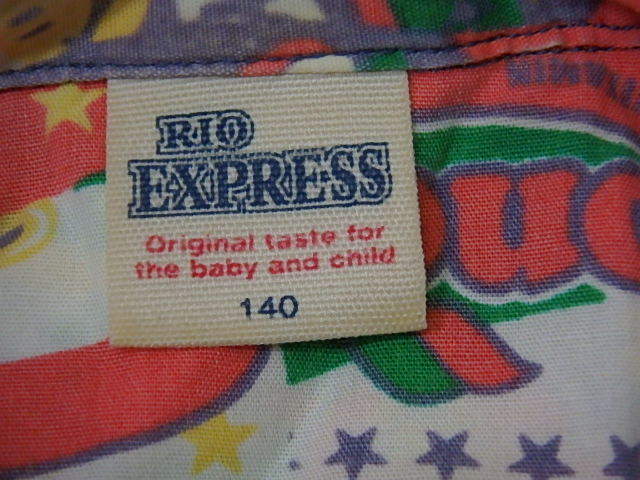 RIO
EXPRESS
Original taste for
the baby and child
140